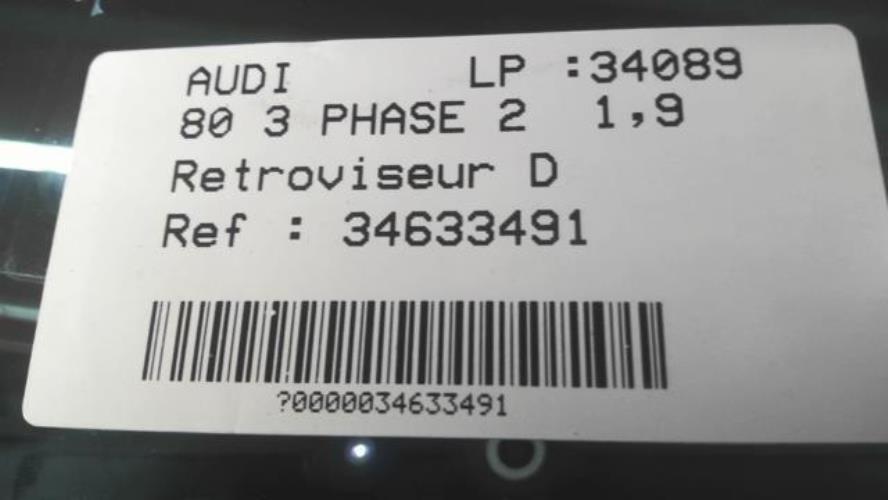 AUDI LP :34089
80 3 PHASE 2 1,9
Retroviseur D
Ref : 34633491
?0000034633491